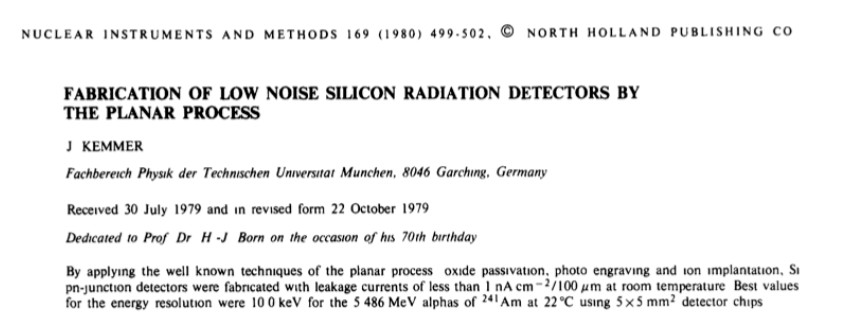 NUCLEAR INSTRUMENTS AND METHODS 169 (1980) 499-502, © NORTH HOLLAND PUBLISHING CO
FABRICATION OF LOW NOISE SILICON RADIATION DETECTORS BY
THE PLANAR PROCESS
J KEMMER
Fachbereich Physik der Technischen Universitat Munchen, 8046 Garching, Germany
Received 30 July 1979 and in revised form 22 October 1979
Dedicated to Prof Dr H -J Born on the occasion of his 70th birthday
By applying the well known techniques of the planar process oxide passivation, photo engraving and ion implantation, Si
pn-junction detectors were fabricated with leakage currents of less than 1 nA cm⁻²/100 μm at room temperature Best values
for the energy resolution were 10 0 keV for the 5 486 MeV alphas of ²⁴¹Am at 22 °C using 5×5 mm² detector chips